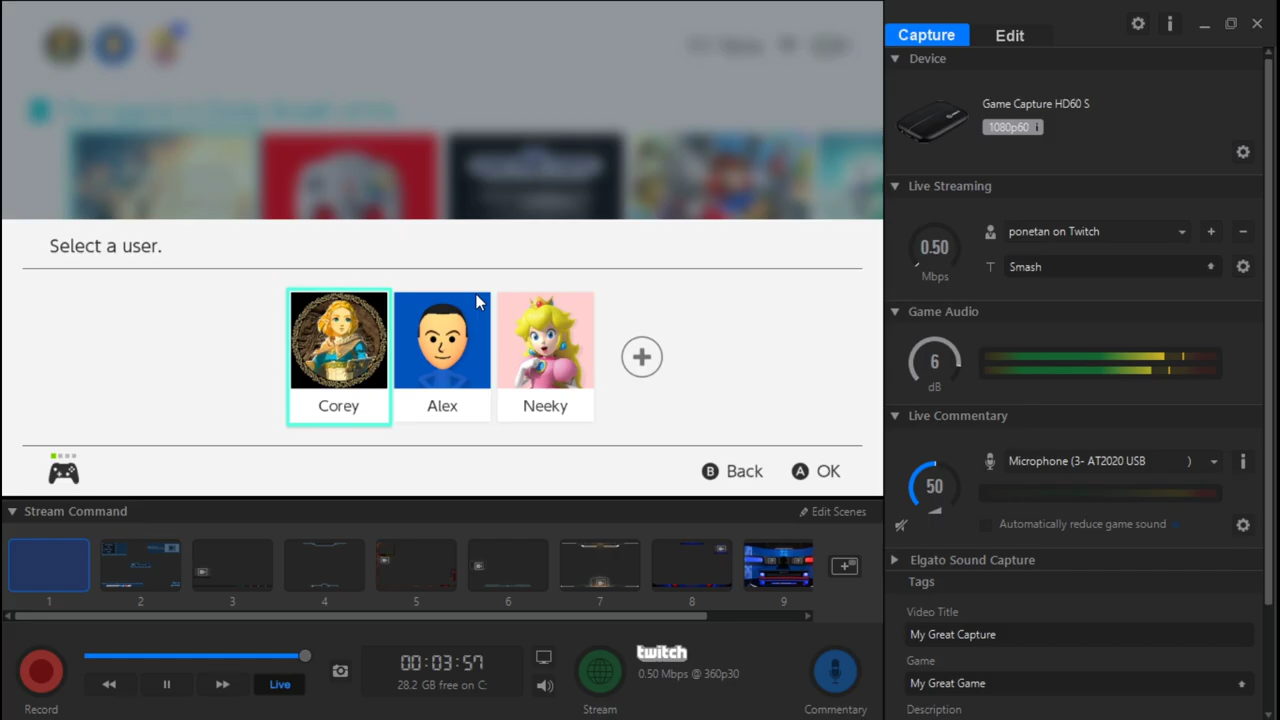 Capture
Edit
Device
Game Capture HD60 S
1080p60 i
Live Streaming
0.50
Mbps
ponetan on Twitch
Smash
Game Audio
6
dB
Live Commentary
50
Microphone (3- AT2020 USB )
Automatically reduce game sound
Elgato Sound Capture
Tags
Video Title
My Great Capture
Game
My Great Game
Description
Select a user.
Corey
Alex
Neeky
B Back
A OK
Stream Command
Edit Scenes
1
2
3
4
5
6
7
8
9
Record
Live
00:03:57
28.2 GB free on C:
Stream
twitch
0.50 Mbps @ 360p30
Commentary